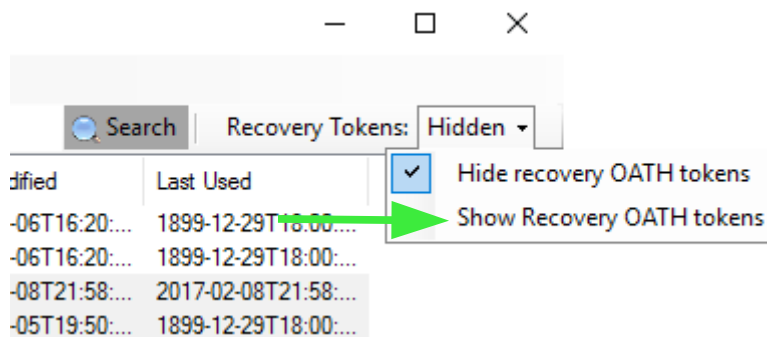 Search Recovery Tokens: Hidden
dified Last Used
Hide recovery OATH tokens
-06T16:20:... 1899-12-29T18:00:... Show Recovery OATH tokens
-06T16:20:... 1899-12-29T18:00:...
-08T21:58:... 2017-02-08T21:58:...
-05T19:50:... 1899-12-29T18:00:...